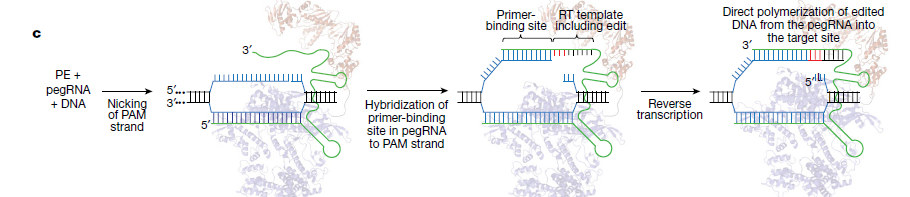 c
PE +
pegRNA
+ DNA
Nicking
of PAM
strand
3′
5′
3′
5′
Hybridization of
primer-binding
site in pegRNA
to PAM strand
Primer-
binding site
RT template
including edit
Reverse
transcription
Direct polymerization of edited
DNA from the pegRNA into
the target site
3′
5′